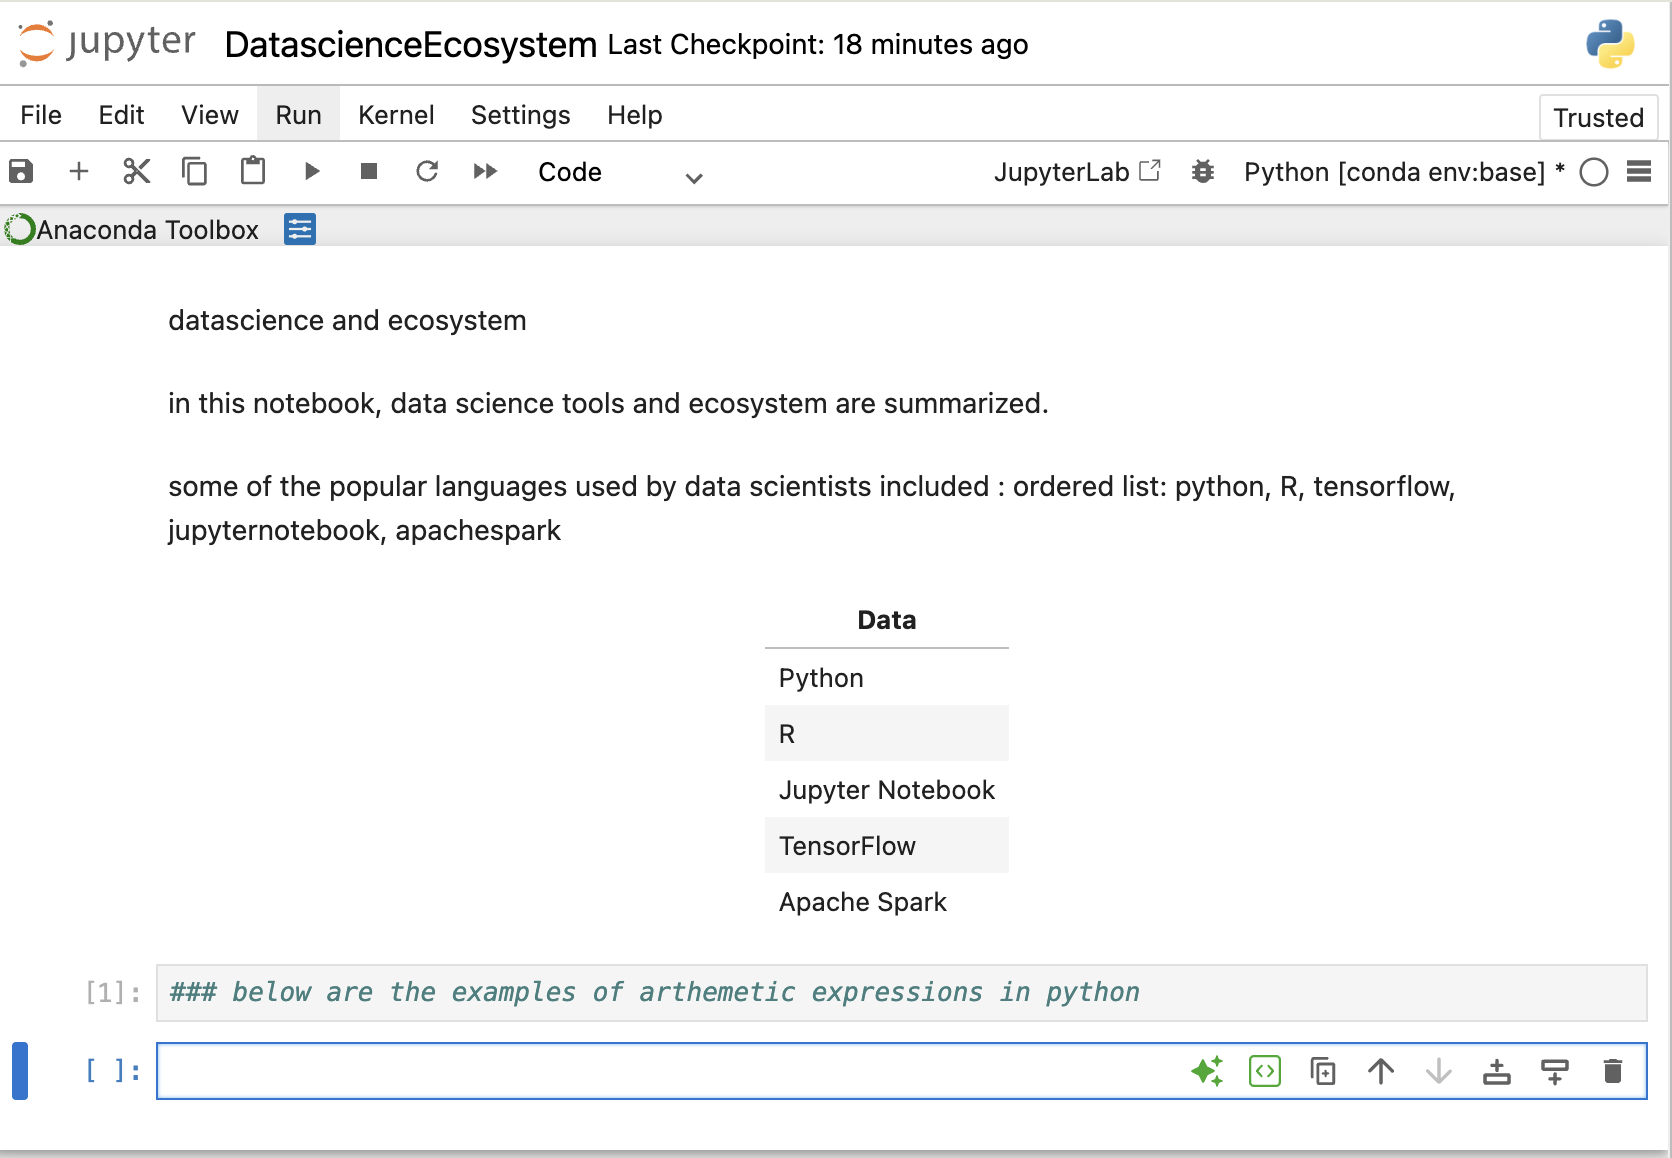 jupyter DatascienceEcosystem Last Checkpoint: 18 minutes ago
File Edit View Run Kernel Settings Help Trusted
Code JupyterLab Python [conda env:base] *
Anaconda Toolbox
datascience and ecosystem
in this notebook, data science tools and ecosystem are summarized.
some of the popular languages used by data scientists included : ordered list: python, R, tensorflow,
jupyternotebook, apachespark
Data
Python
R
Jupyter Notebook
TensorFlow
Apache Spark
[1]: ### below are the examples of arthemetic expressions in python
[ ]: